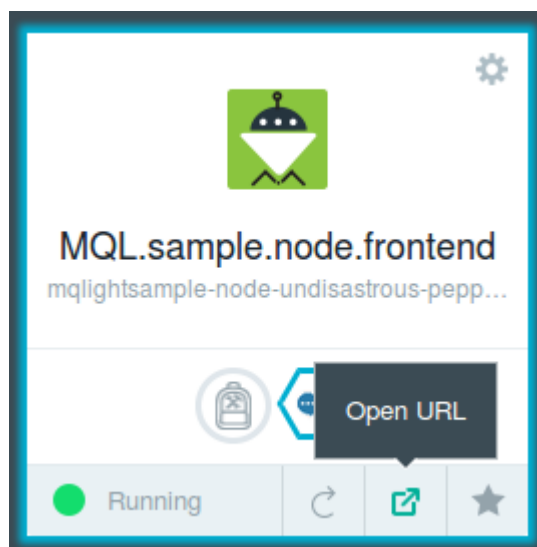 MQL.sample.node.frontend
mqlightsample-node-undisastrous-pepp...
Open URL
Running